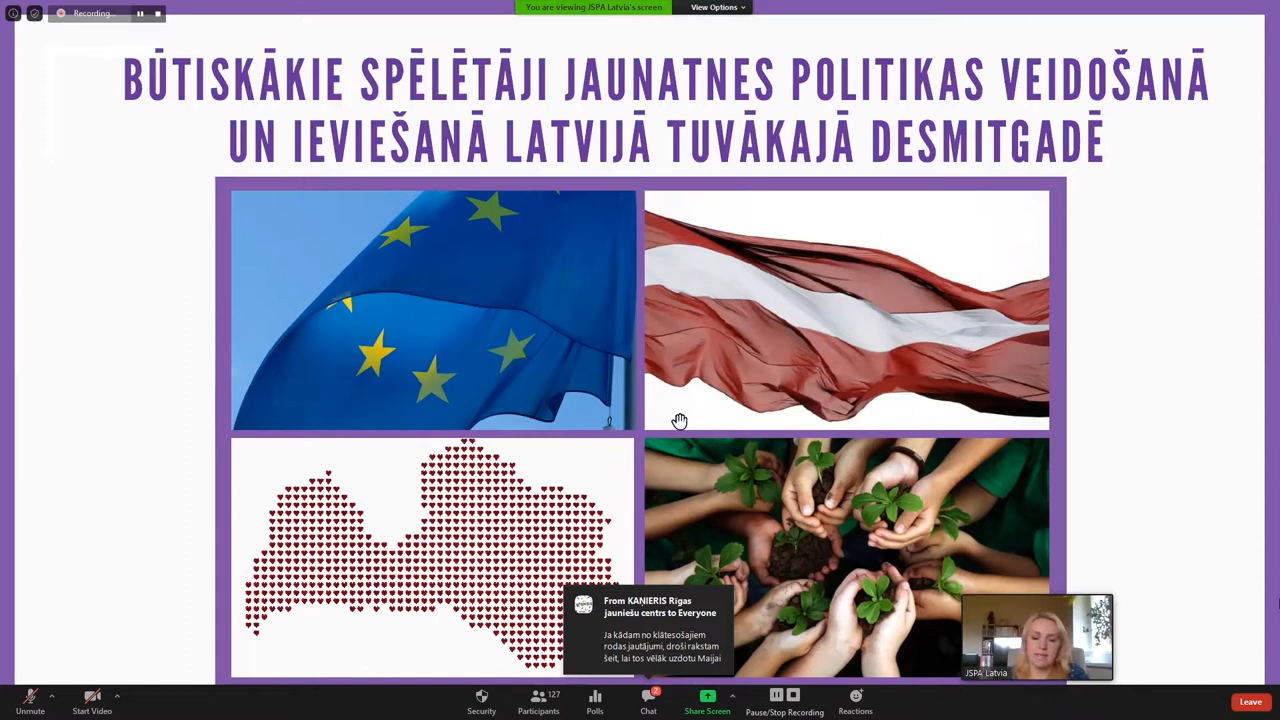 Recording...
You are viewing JSPA Latvia's screen
View Options
BŪTISKĀKIE SPĒLĒTĀJI JAUNATNES POLITIKAS VEIDOŠANĀ
UN IEVIEŠANĀ LATVIJĀ TUVĀKAJĀ DESMITGADĒ
From KAŅIERIS Rīgas
jauniešu centrs to Everyone
Ja kādam no klātesošajiem
rodas jautājumi, droši rakstam
šeit, lai tos vēlāk uzdotu Maijai
JSPA Latvia
Unmute
Start Video
Security
Participants
127
Polls
Chat
2
Share Screen
Pause/Stop Recording
Reactions
Leave